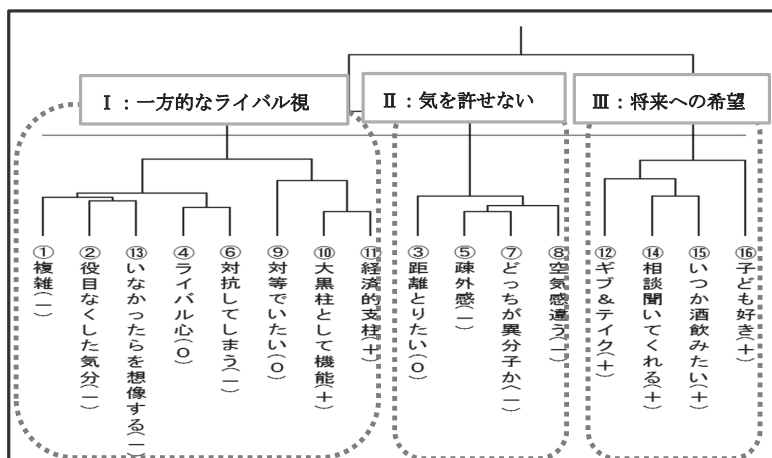 Ⅰ：一方的なライバル視
Ⅱ：気を許せない
Ⅲ：将来への希望
①複雑(－)
②役目なくした気分(－)
⑬いなかったらを想像する(－)
④ライバル心(０)
⑥対抗してしまう(－)
⑨対等でいたい(０)
⑩大黒柱として機能(＋)
⑪経済的支柱(＋)
③距離とりたい(０)
⑤疎外感(－)
⑦どっちが異分子か(－)
⑧空気感違う(－)
⑫ギブ&テイク(＋)
⑭相談聞いてくれる(＋)
⑮いつか酒飲みたい(＋)
⑯子ども好き(＋)